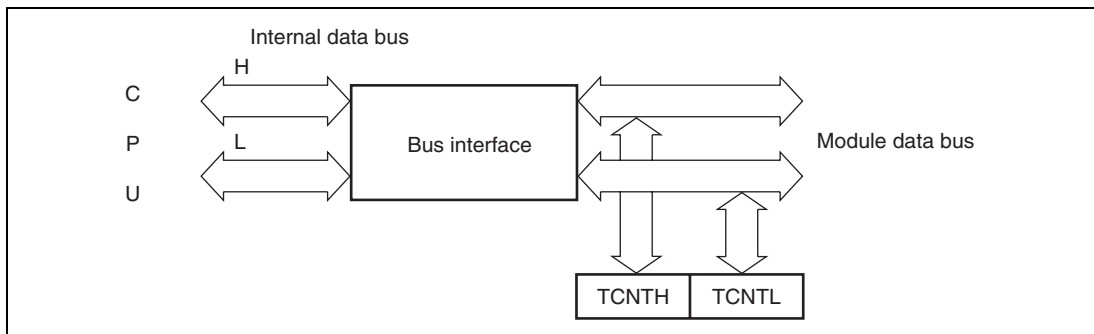 Internal data bus
H
C
P
U
L
Bus interface
Module data bus
TCNTH
TCNTL